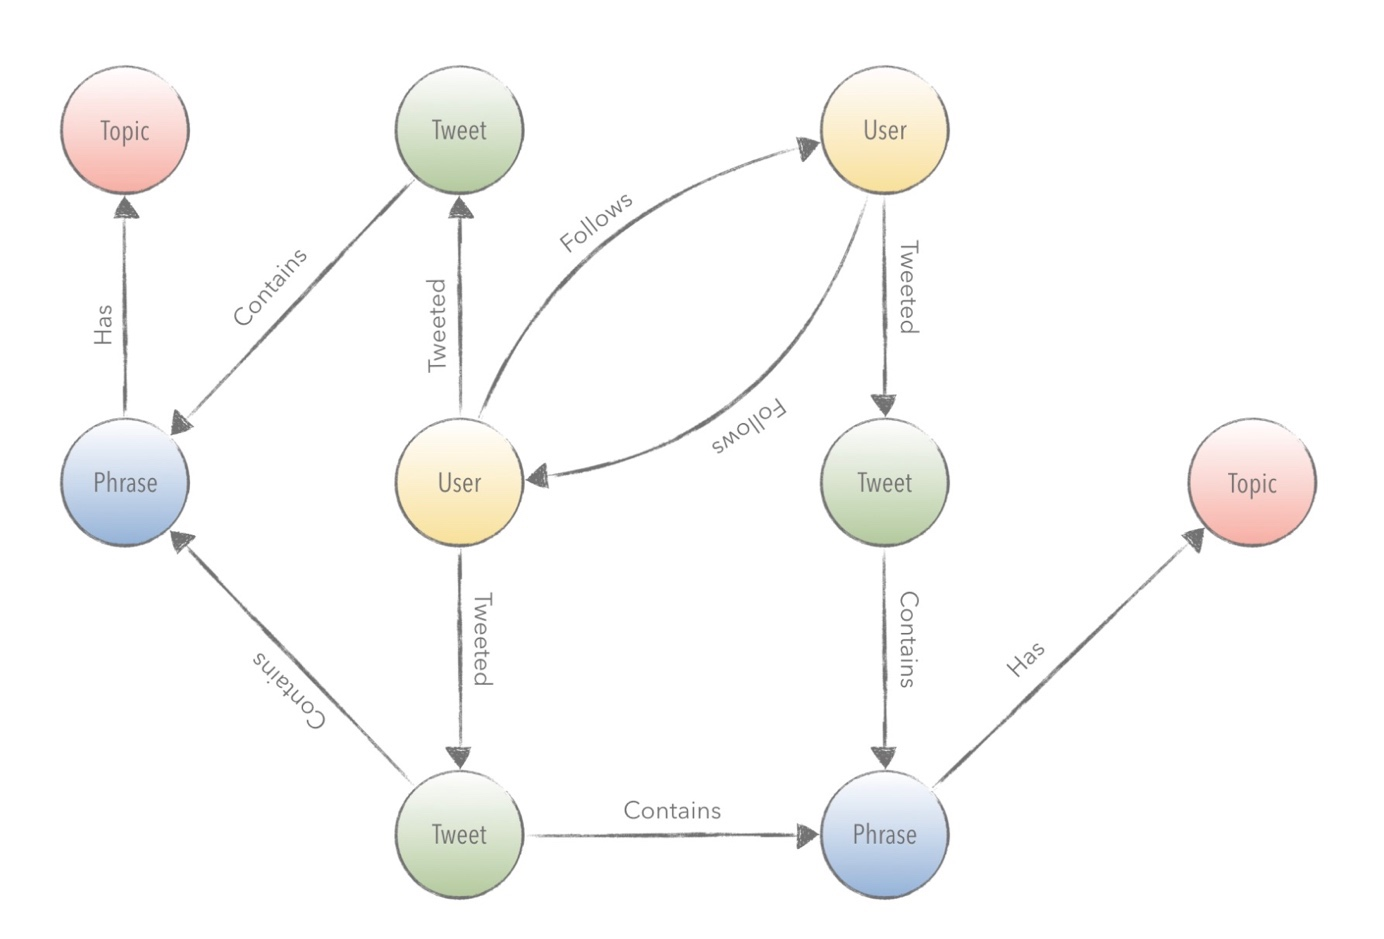 Topic
Tweet
User
Follows
Tweeted
Contains
Has
Tweeted
Follows
Phrase
User
Tweet
Topic
Tweeted
Contains
Has
Contains
Contains
Tweet
Phrase